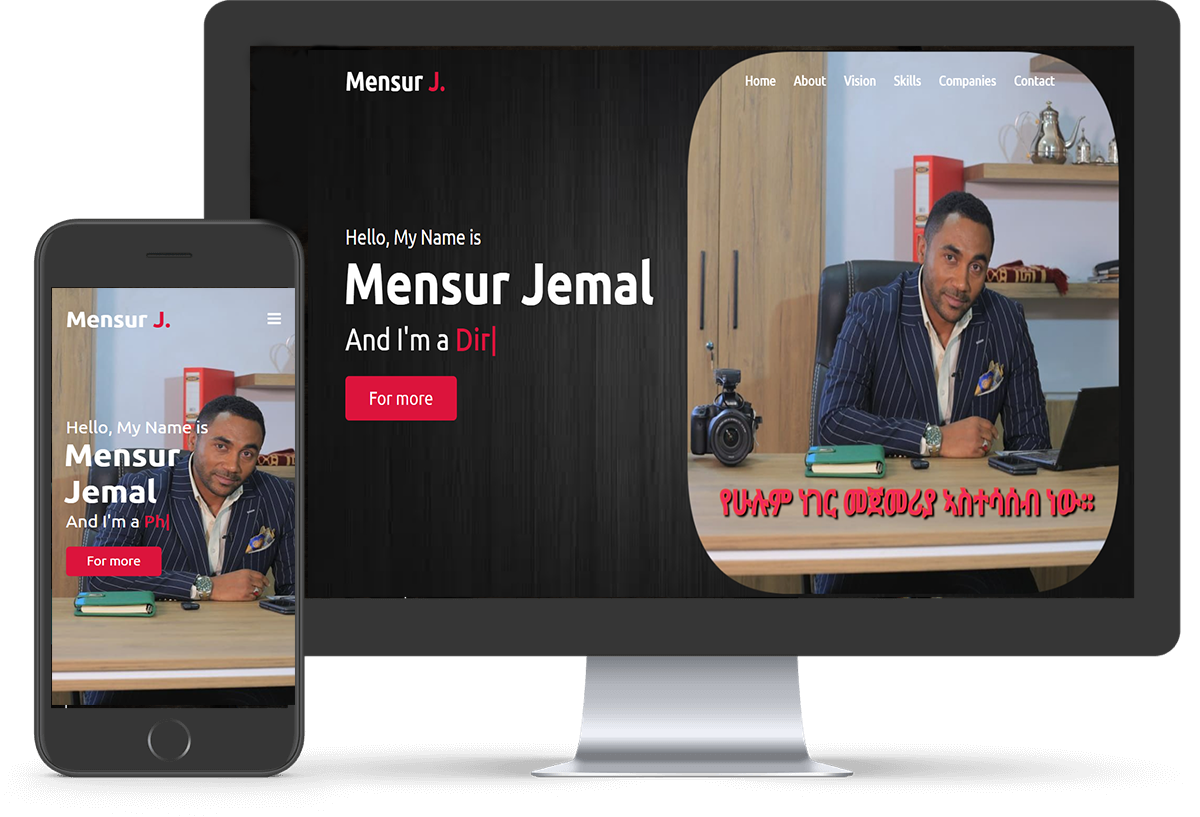 Mensur J.
Home About Vision Skills Companies Contact
Hello, My Name is
Mensur Jemal
And I'm a Dir|
For more
የሁሉም ነገር መጀመሪያ ኣስተሳሰብ ነው።
Mensur J.
Hello, My Name is
Mensur
Jemal
And I'm a Ph|
For more